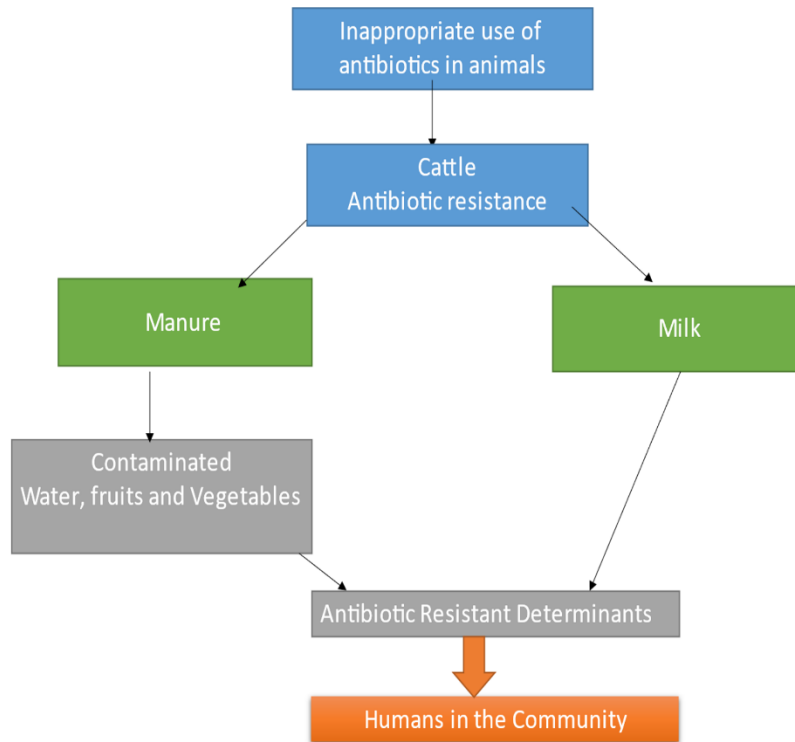 Inappropriate use of
antibiotics in animals
Cattle
Antibiotic resistance
Manure
Milk
Contaminated
Water, fruits and Vegetables
Antibiotic Resistant Determinants
Humans in the Community